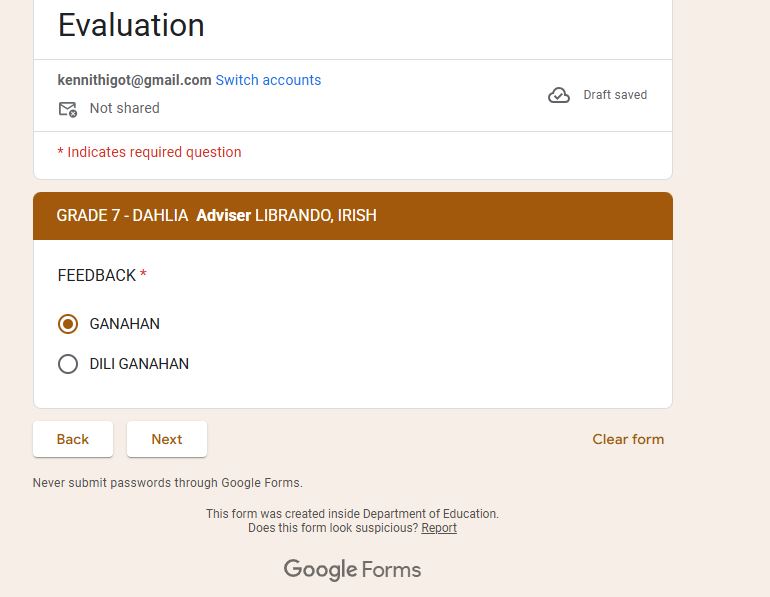 Evaluation
kennithigot@gmail.com Switch accounts
Draft saved
Not shared
* Indicates required question
GRADE 7 - DAHLIA  Adviser LIBRANDO, IRISH
FEEDBACK *
GANAHAN
DILI GANAHAN
Back
Next
Clear form
Never submit passwords through Google Forms.
This form was created inside Department of Education.
Does this form look suspicious? Report
Google Forms